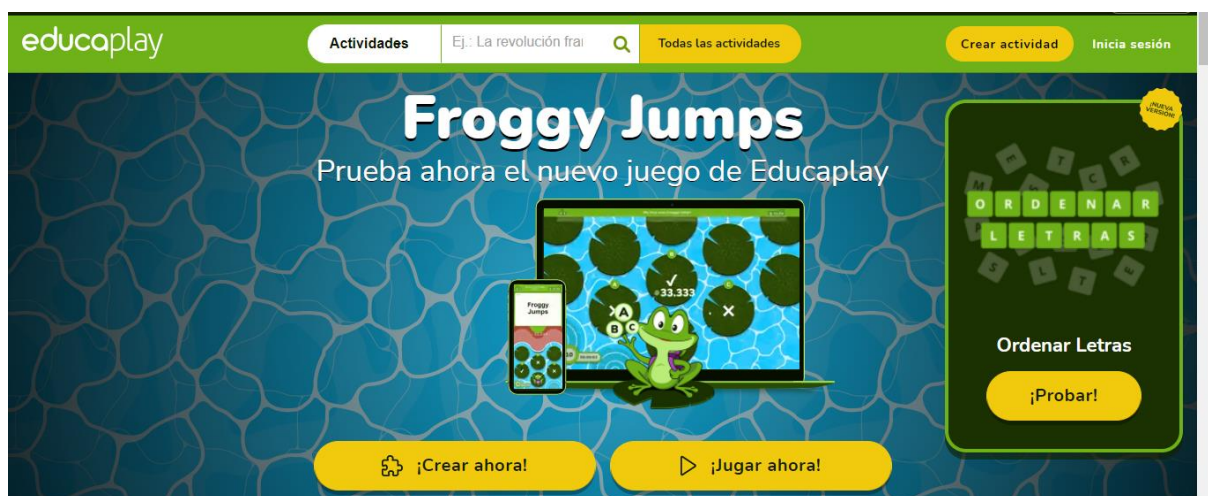 educaplay
Actividades
Ej.: La revolución fra
Todas las actividades
Crear actividad
Inicia sesión
Froggy Jumps
Prueba ahora el nuevo juego de Educaplay
Froggy
Jumps
A
B
C
33.333
A
B C
¡NUEVA
VERSIÓN!
E T R
M S C
ORDENAR
LETRAS
S L T E
Ordenar Letras
¡Probar!
¡Crear ahora!
¡Jugar ahora!